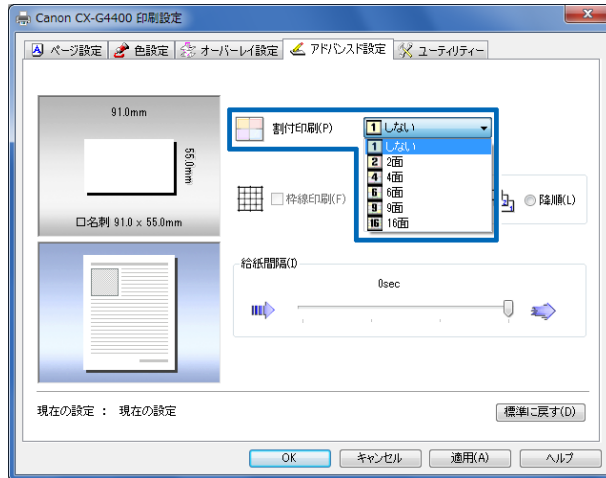 Canon CX-G4400 印刷設定
ページ設定 色設定 オーバーレイ設定 アドバンスド設定 ユーティリティー
91.0mm
55.0mm
口名刺 91.0 x 55.0mm
割付印刷(P)
1 しない
1 しない
2 2面
4 4面
6 6面
9 9面
16 16面
枠線印刷(F)
降順(L)
給紙間隔(I)
0sec
現在の設定 : 現在の設定
標準に戻す(D)
OK キャンセル 適用(A) ヘルプ